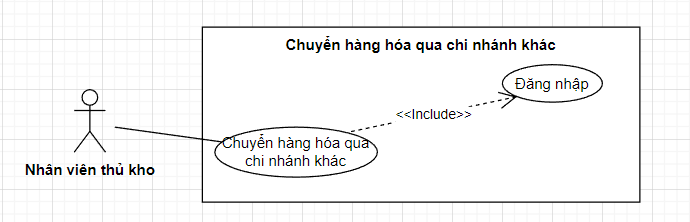 Chuyển hàng hóa qua chi nhánh khác
Đăng nhập
<<Include>>
Chuyển hàng hóa qua
chi nhánh khác
Nhân viên thủ kho